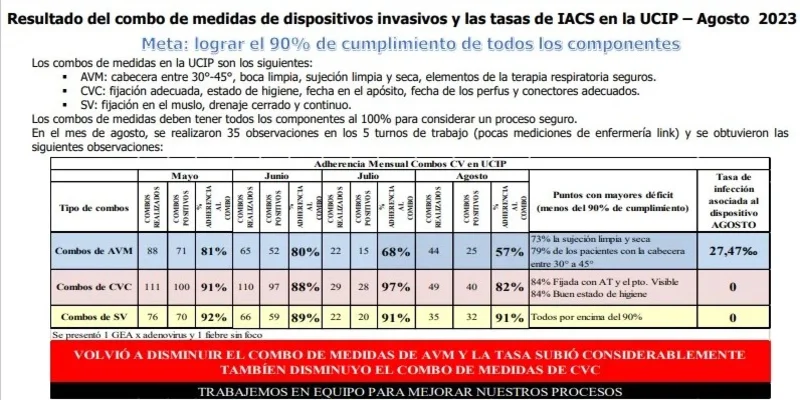 Resultado del combo de medidas de dispositivos invasivos y las tasas de IACS en la UCIP – Agosto 2023
Meta: lograr el 90% de cumplimiento de todos los componentes
Los combos de medidas en la UCIP son los siguientes:
▪ AVM: cabecera entre 30°-45°, boca limpia, sujeción limpia y seca, elementos de la terapia respiratoria seguros.
▪ CVC: fijación adecuada, estado de higiene, fecha en el apósito, fecha de los perfus y conectores adecuados.
▪ SV: fijación en el muslo, drenaje cerrado y continuo.
Los combos de medidas deben tener todos los componentes al 100% para considerar un proceso seguro.
En el mes de agosto, se realizaron 35 observaciones en los 5 turnos de trabajo (pocas mediciones de enfermería link) y se obtuvieron las
siguientes observaciones:
Adherencia Mensual Combos CV en UCIP
Tipo de combos
Mayo Junio Julio Agosto
COMBOS REALIZADOS COMBOS POSITIVOS % ADHERENCIA AL COMBO COMBOS REALIZADOS COMBOS POSITIVOS % ADHERENCIA AL COMBO COMBOS REALIZADOS COMBOS POSITIVOS % ADHERENCIA AL COMBO COMBOS REALIZADOS COMBOS POSITIVOS % ADHERENCIA AL COMBO
Puntos con mayores déficit
(menos del 90% de cumplimiento)
Tasa de
infección
asociada al
dispositivo
AGOSTO
Combos de AVM 88 71 81% 65 52 80% 22 15 68% 44 25 57%
73% la sujeción limpia y seca
79% de los pacientes con la cabecera
entre 30° a 45°
27,47‰
Combos de CVC 111 100 91% 110 97 88% 29 28 97% 49 40 82%
84% Fijada con AT y el pto. Visible
84% Buen estado de higiene
0
Combos de SV 76 70 92% 66 59 89% 22 20 91% 35 32 91% Todos por encima del 90% 0
Se presentó 1 GEA x adenovirus y 1 fiebre sin foco
VOLVIÓ A DISMINUIR EL COMBO DE MEDIDAS DE AVM Y LA TASA SUBIÓ CONSIDERABLEMENTE
TAMBÍEN DISMINUYO EL COMBO DE MEDIDAS DE CVC
TRABAJEMOS EN EQUIPO PARA MEJORAR NUESTROS PROCESOS